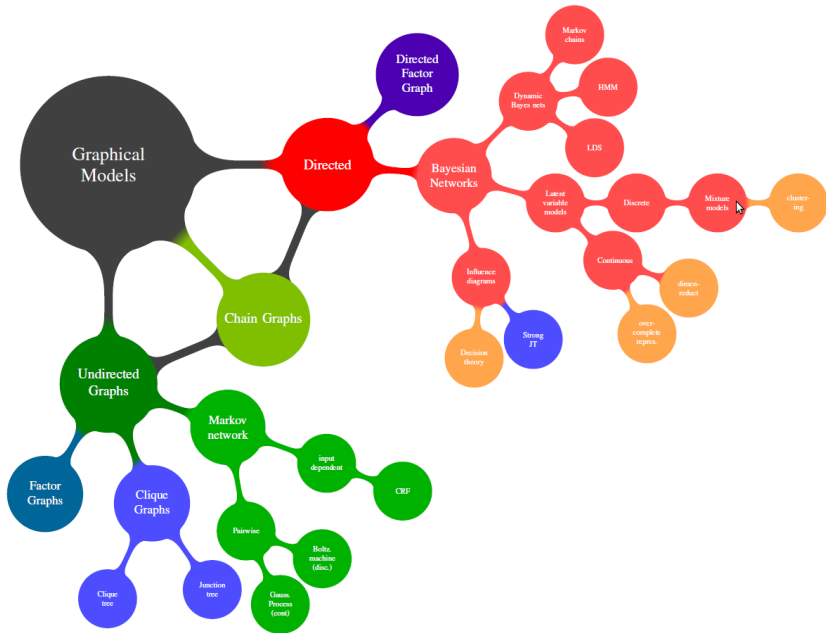 Graphical
Models
Directed
Factor
Graph
Directed
Bayesian
Networks
Markov
chains
Dynamic
Bayes nets
HMM
LDS
Latent
variable
models
Discrete
Mixture
models
cluster-
ing
Continuous
dimen-
reduct
over-
complete
repres.
Influence
diagrams
Strong
JT
Decision
theory
Chain Graphs
Undirected
Graphs
Markov
network
input
dependent
CRF
Factor
Graphs
Clique
Graphs
Pairwise
Boltz.
machine
(disc.)
Gauss.
Process
(cont)
Clique
tree
Junction
tree